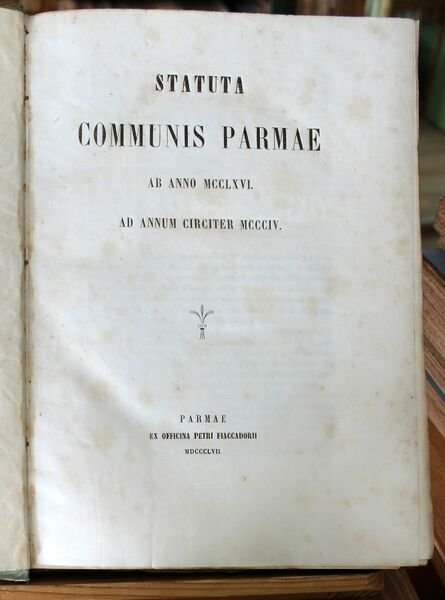 STATUTA
COMMUNIS PARMAE
AB ANNO MCCLXVI.
AD ANNUM CIRCITER MCCCIV.
PARMAE
EX OFFICINA PETRI FIACCADORII
MDCCCLVII.